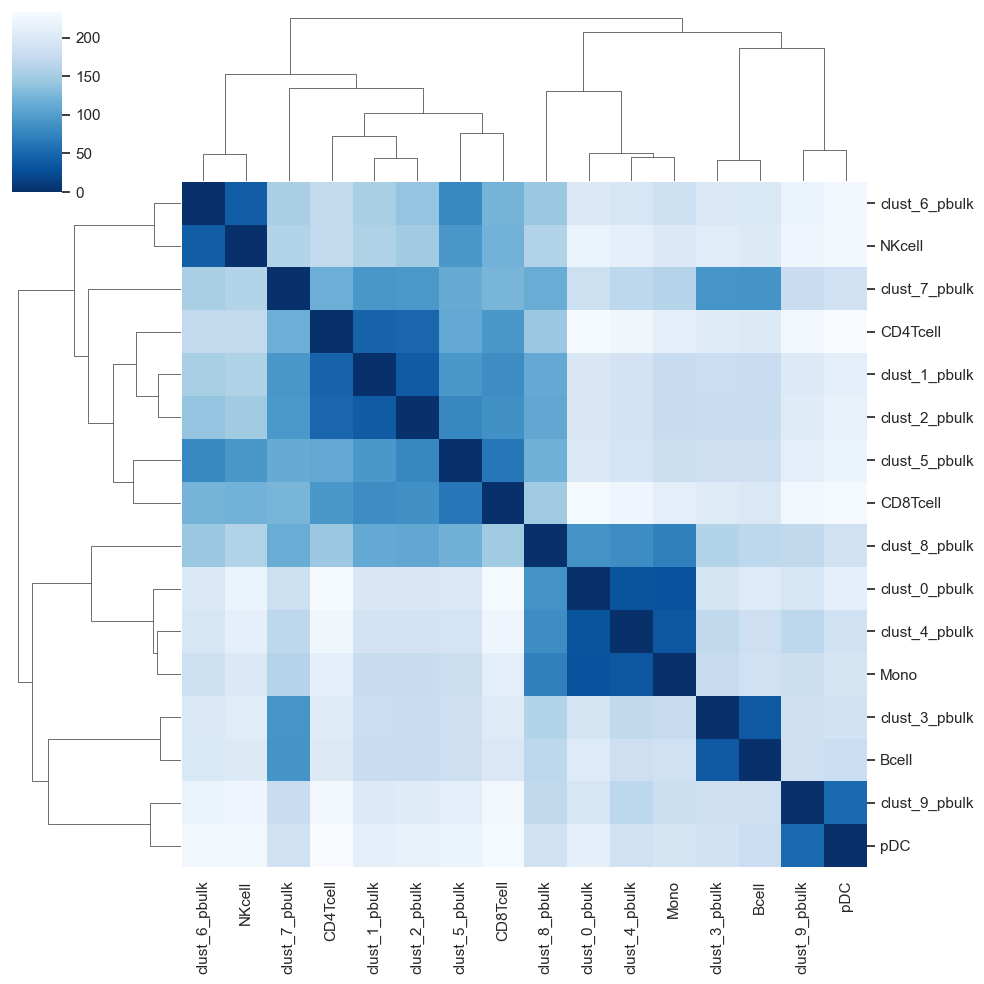 200
150
100
50
0
clust_6_pbulk
NKcell
clust_7_pbulk
CD4Tcell
clust_1_pbulk
clust_2_pbulk
clust_5_pbulk
CD8Tcell
clust_8_pbulk
clust_0_pbulk
clust_4_pbulk
Mono
clust_3_pbulk
Bcell
clust_9_pbulk
pDC
clust_6_pbulk
NKcell
clust_7_pbulk
CD4Tcell
clust_1_pbulk
clust_2_pbulk
clust_5_pbulk
CD8Tcell
clust_8_pbulk
clust_0_pbulk
clust_4_pbulk
Mono
clust_3_pbulk
Bcell
clust_9_pbulk
pDC